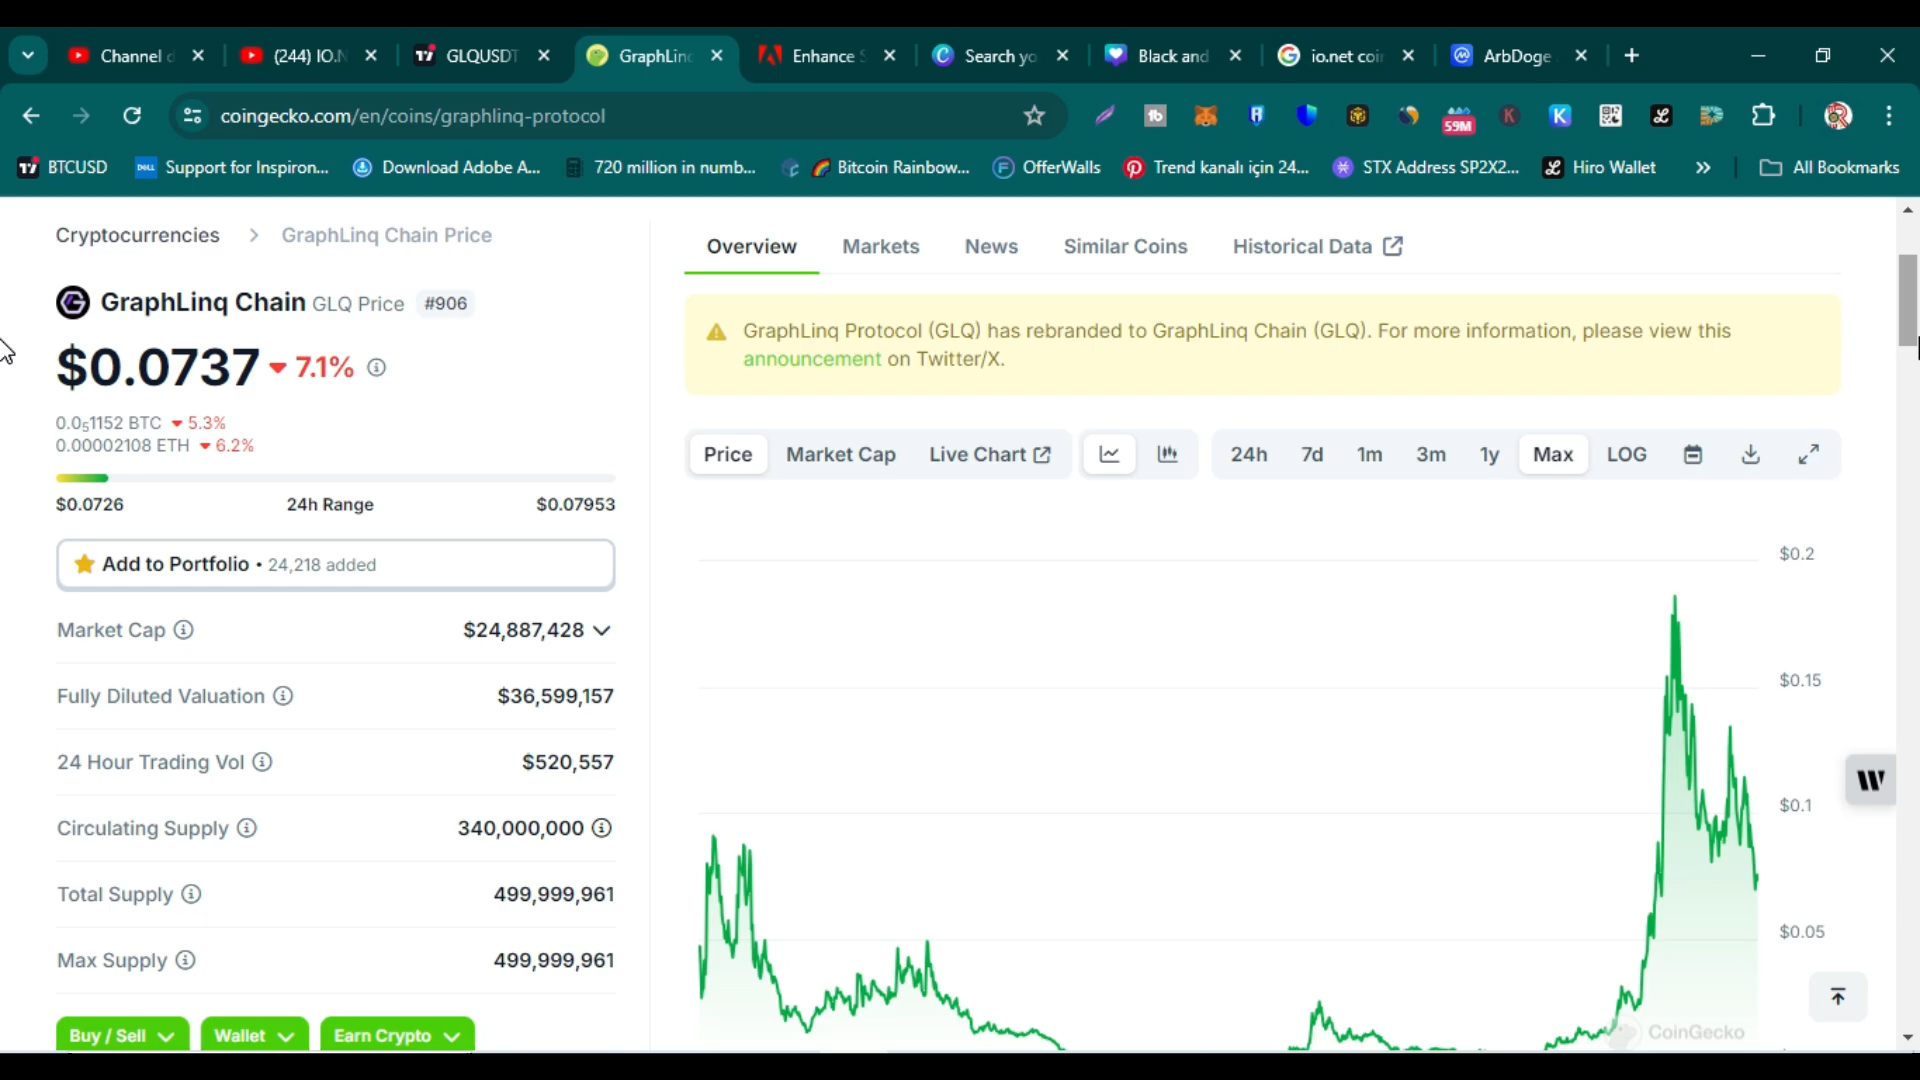 Channel d
(244) IO.N
GLQUSDT
GraphLinq
Enhance S
Search yo
Black and
io.net coi
ArbDoge
coingecko.com/en/coins/graphlinq-protocol
59M
BTCUSD
Support for Inspiron...
Download Adobe A...
720 million in numb...
Bitcoin Rainbow...
OfferWalls
Trend kanalı için 24...
STX Address SP2X2...
Hiro Wallet
All Bookmarks
Cryptocurrencies > GraphLinq Chain Price
GraphLinq Chain GLQ Price #906
$0.0737 7.1%
0.0₅1152 BTC 5.3%
0.00002108 ETH 6.2%
$0.0726 24h Range $0.07953
Add to Portfolio • 24,218 added
Market Cap $24,887,428
Fully Diluted Valuation $36,599,157
24 Hour Trading Vol $520,557
Circulating Supply 340,000,000
Total Supply 499,999,961
Max Supply 499,999,961
Buy / Sell Wallet Earn Crypto
Overview Markets News Similar Coins Historical Data
GraphLinq Protocol (GLQ) has rebranded to GraphLinq Chain (GLQ). For more information, please view this
announcement on Twitter/X.
Price Market Cap Live Chart 24h 7d 1m 3m 1y Max LOG
$0.2
$0.15
$0.1
$0.05
CoinGecko